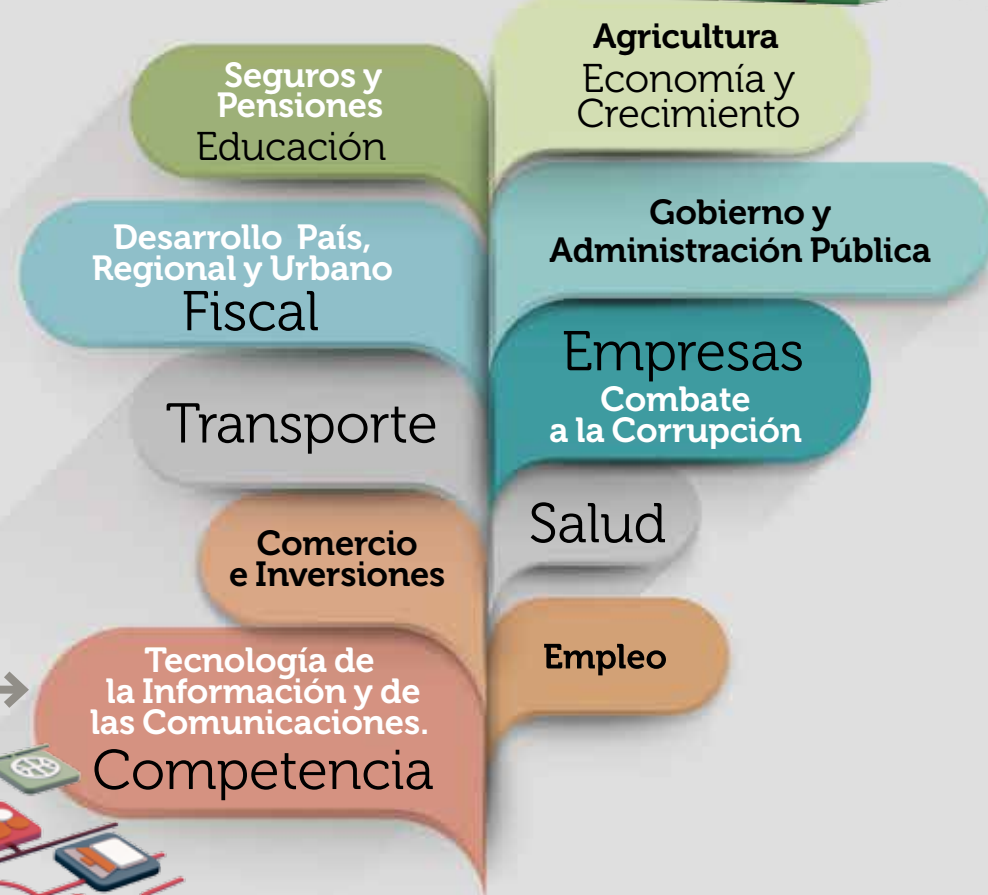 Seguros y
Pensiones
Educación
Agricultura
Economía y
Crecimiento
Desarrollo País,
Regional y Urbano
Fiscal
Gobierno y
Administración Pública
Transporte
Empresas
Combate
a la Corrupción
Comercio
e Inversiones
Salud
Tecnología de
la Información y de
las Comunicaciones.
Competencia
Empleo